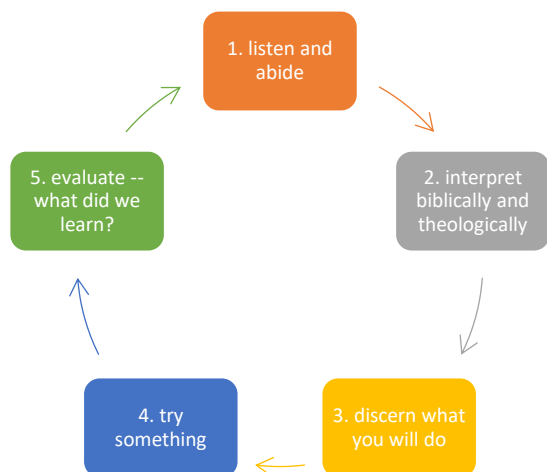 1. listen and
abide
2. interpret
biblically and
theologically
3. discern what
you will do
4. try
something
5. evaluate --
what did we
learn?